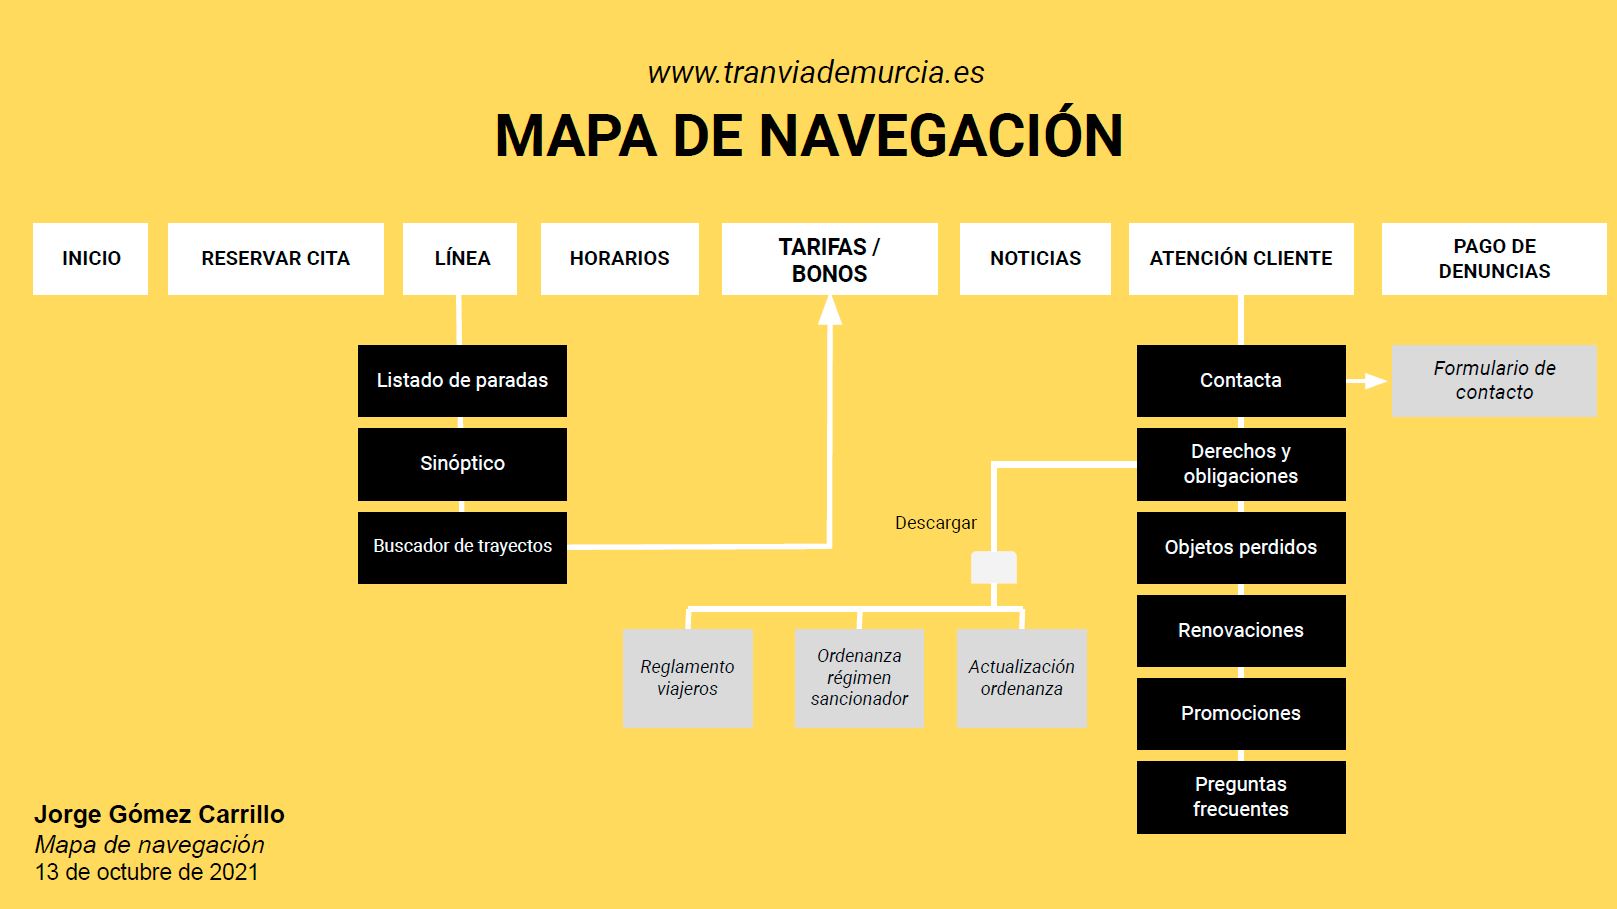 www.tranviademurcia.es
MAPA DE NAVEGACIÓN
INICIO
RESERVAR CITA
LÍNEA
HORARIOS
TARIFAS /
BONOS
NOTICIAS
ATENCIÓN CLIENTE
PAGO DE
DENUNCIAS
Listado de paradas
Sinóptico
Buscador de trayectos
Contacta
Formulario de
contacto
Derechos y
obligaciones
Descargar
Reglamento
viajeros
Ordenanza
régimen
sancionador
Actualización
ordenanza
Objetos perdidos
Renovaciones
Promociones
Preguntas
frecuentes
Jorge Gómez Carrillo
Mapa de navegación
13 de octubre de 2021